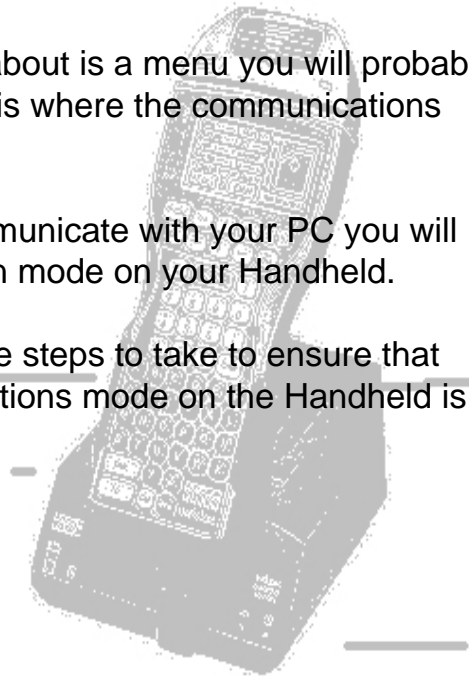 about is a menu you will probab
is where the communications
municate with your PC you will
n mode on your Handheld.
e steps to take to ensure that
tions mode on the Handheld is